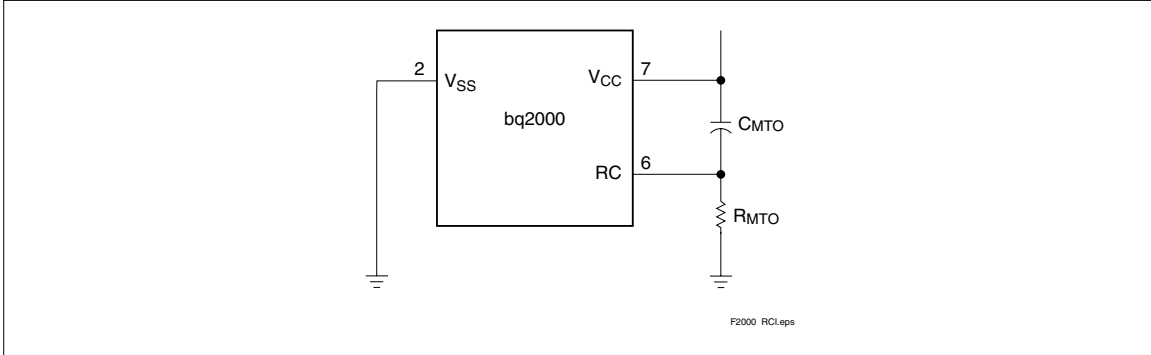 2
VSS
VCC
7
bq2000
CMTO
RC
6
RMTO
F2000 RCI.eps